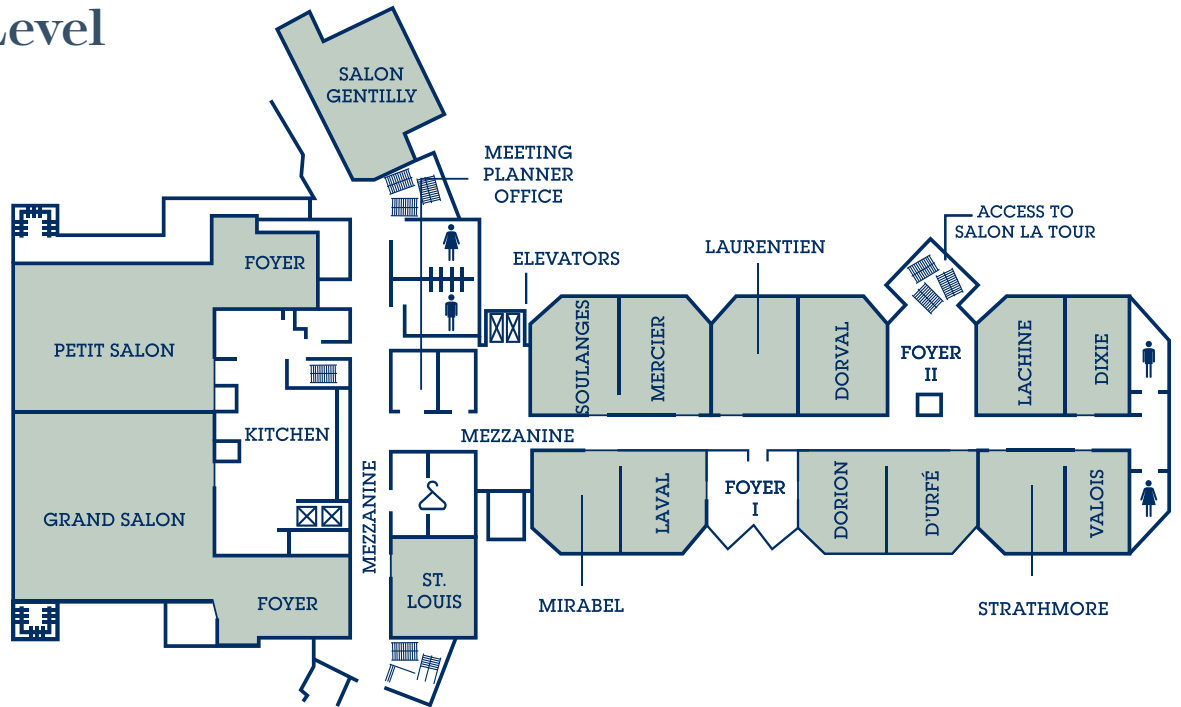 Level
SALON
GENTILLY
MEETING
PLANNER
OFFICE
ACCESS TO
SALON LA TOUR
LAURENTIEN
ELEVATORS
FOYER
PETIT SALON
SOULANGES
MERCIER
DORVAL
FOYER
II
LACHINE
DIXIE
KITCHEN
MEZZANINE
MEZZANINE
GRAND SALON
LAVAL
FOYER
I
DORION
D'URFÉ
VALOIS
FOYER
ST.
LOUIS
MIRABEL
STRATHMORE